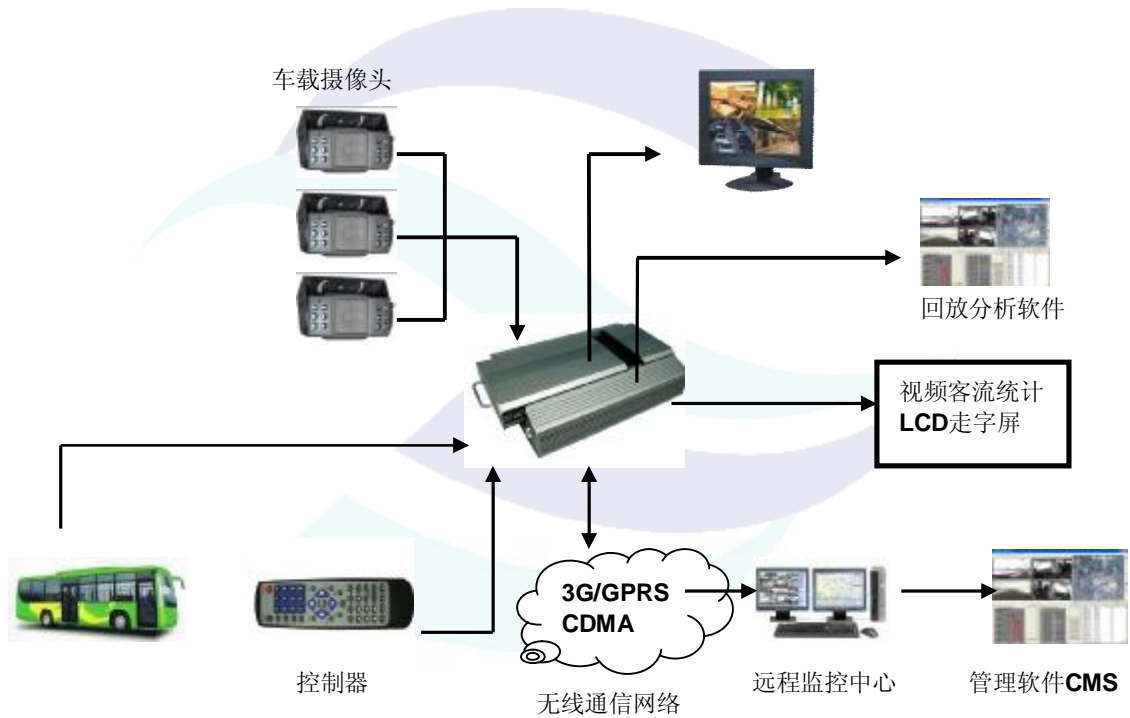 车载摄像头
回放分析软件
视频客流统计
LCD走字屏
3G/GPRS
CDMA
控制器
无线通信网络
远程监控中心
管理软件CMS